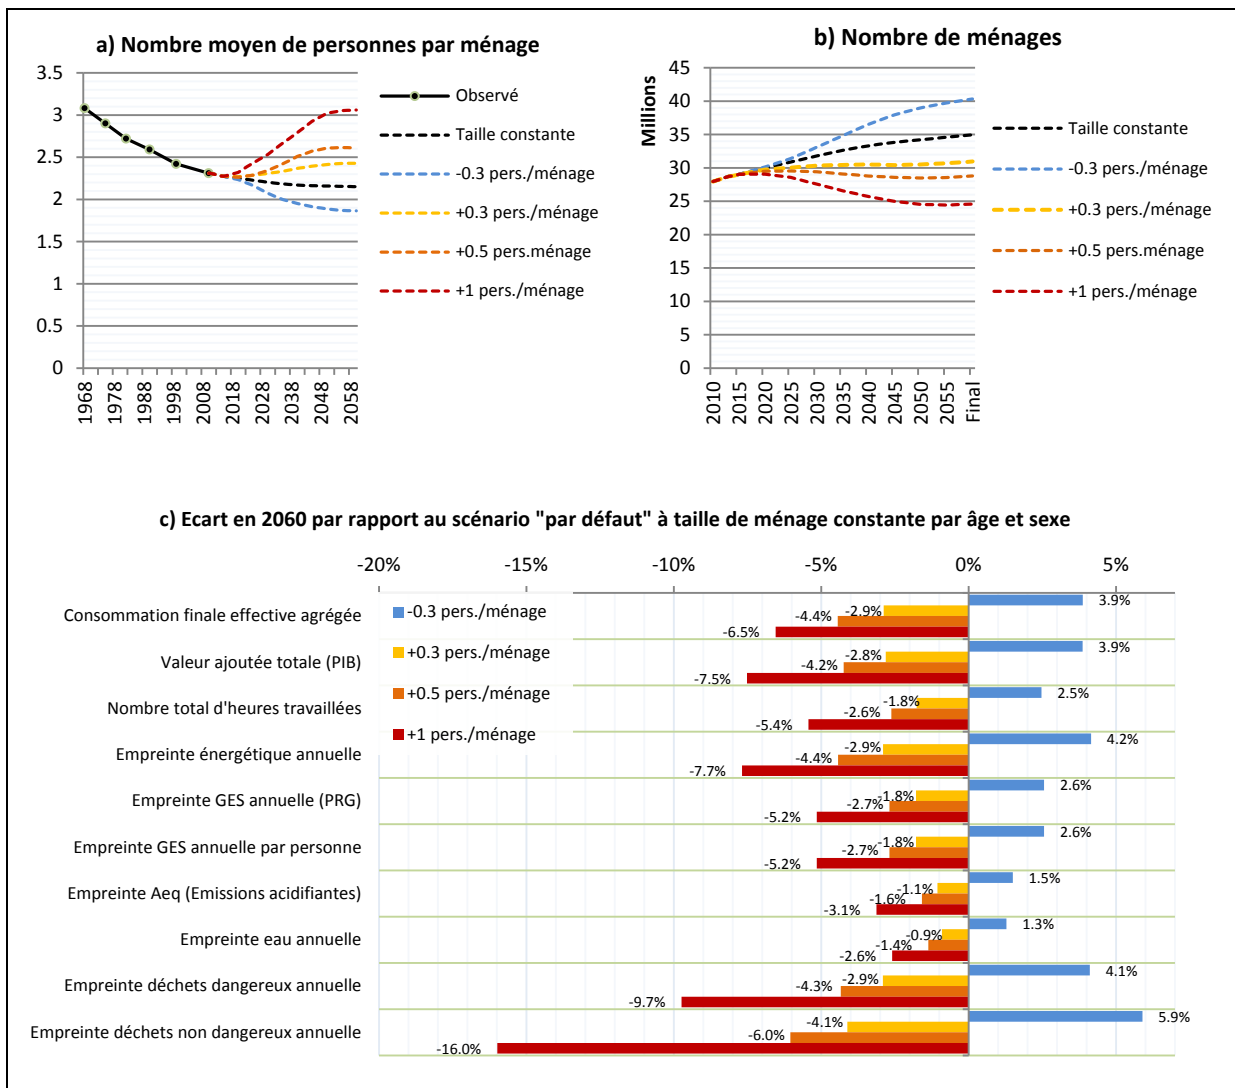 a) Nombre moyen de personnes par ménage
3.5
3
2.5
2
1.5
1
0.5
0
1968
1978
1988
1998
2008
2018
2028
2038
2048
2058
Observé
Taille constante
-0.3 pers./ménage
+0.3 pers./ménage
+0.5 pers.ménage
+1 pers./ménage
b) Nombre de ménages
Millions
45
40
35
30
25
20
15
10
5
0
2010
2015
2020
2025
2030
2035
2040
2045
2050
2055
Final
Taille constante
-0.3 pers./ménage
+0.3 pers./ménage
+0.5 pers.ménage
+1 pers./ménage
c) Ecart en 2060 par rapport au scénario "par défaut" à taille de ménage constante par âge et sexe
-20% -15% -10% -5% 0% 5%
-0.3 pers./ménage
+0.3 pers./ménage
+0.5 pers./ménage
+1 pers./ménage
Consommation finale effective agrégée
3.9%
-2.9%
-4.4%
-6.5%
Valeur ajoutée totale (PIB)
3.9%
-2.8%
-4.2%
-7.5%
Nombre total d'heures travaillées
2.5%
-1.8%
-2.6%
-5.4%
Empreinte énergétique annuelle
4.2%
-2.9%
-4.4%
-7.7%
Empreinte GES annuelle (PRG)
2.6%
-1.8%
-2.7%
-5.2%
Empreinte GES annuelle par personne
2.6%
-1.8%
-2.7%
-5.2%
Empreinte Aeq (Emissions acidifiantes)
1.5%
-1.1%
-1.6%
-3.1%
Empreinte eau annuelle
1.3%
-0.9%
-1.4%
-2.6%
Empreinte déchets dangereux annuelle
4.1%
-2.9%
-4.3%
-9.7%
Empreinte déchets non dangereux annuelle
5.9%
-4.1%
-6.0%
-16.0%